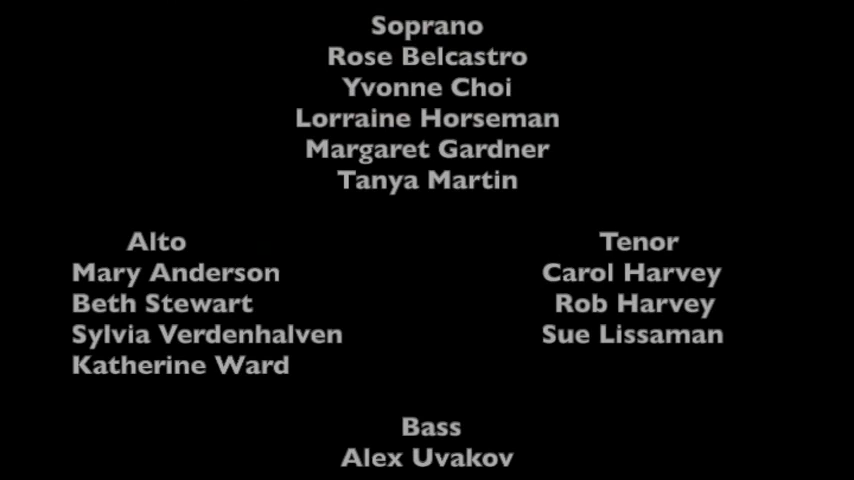 Soprano
Rose Belcastro
Yvonne Choi
Lorraine Horseman
Margaret Gardner
Tanya Martin
Alto
Mary Anderson
Beth Stewart
Sylvia Verdenhalven
Katherine Ward
Tenor
Carol Harvey
Rob Harvey
Sue Lissaman
Bass
Alex Uvakov